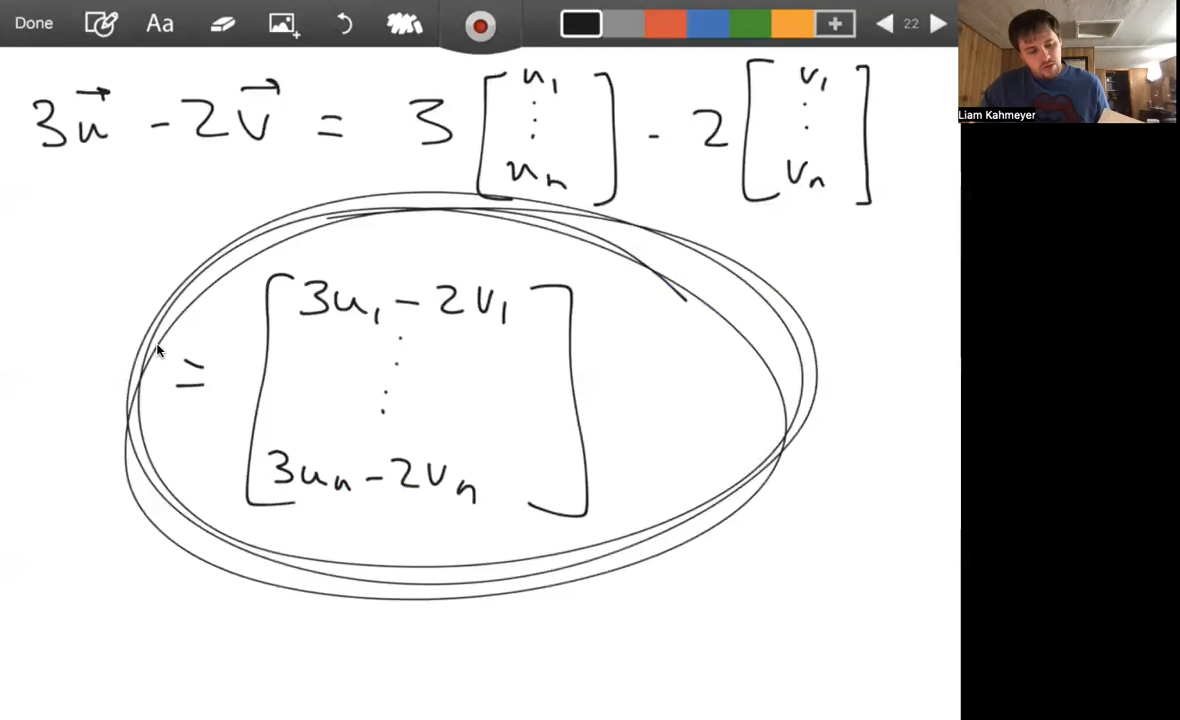 Done Aa 22
Liam Kahmeyer
3u⃗ - 2v⃗ = 3 [u₁ ⋮ uₙ] - 2 [v₁ ⋮ vₙ]
= [3u₁ - 2v₁ ⋮ 3uₙ - 2vₙ]